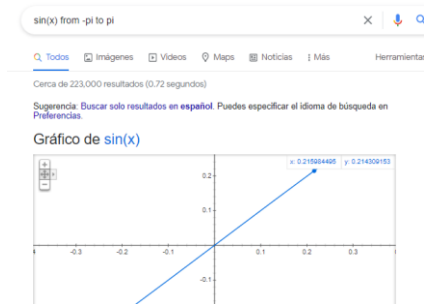 sin(x) from -pi to pi
Todos Imágenes Videos Maps Noticias Más Herramientas
Cerca de 223,000 resultados (0.72 segundos)
Sugerencia: Buscar solo resultados en español. Puedes especificar el idioma de búsqueda en
Preferencias.
Gráfico de sin(x)
x: 0.215984495 y: 0.214309153
0.2
0.1
-0.3 -0.2 -0.1 0.1 0.2 0.3
-0.1